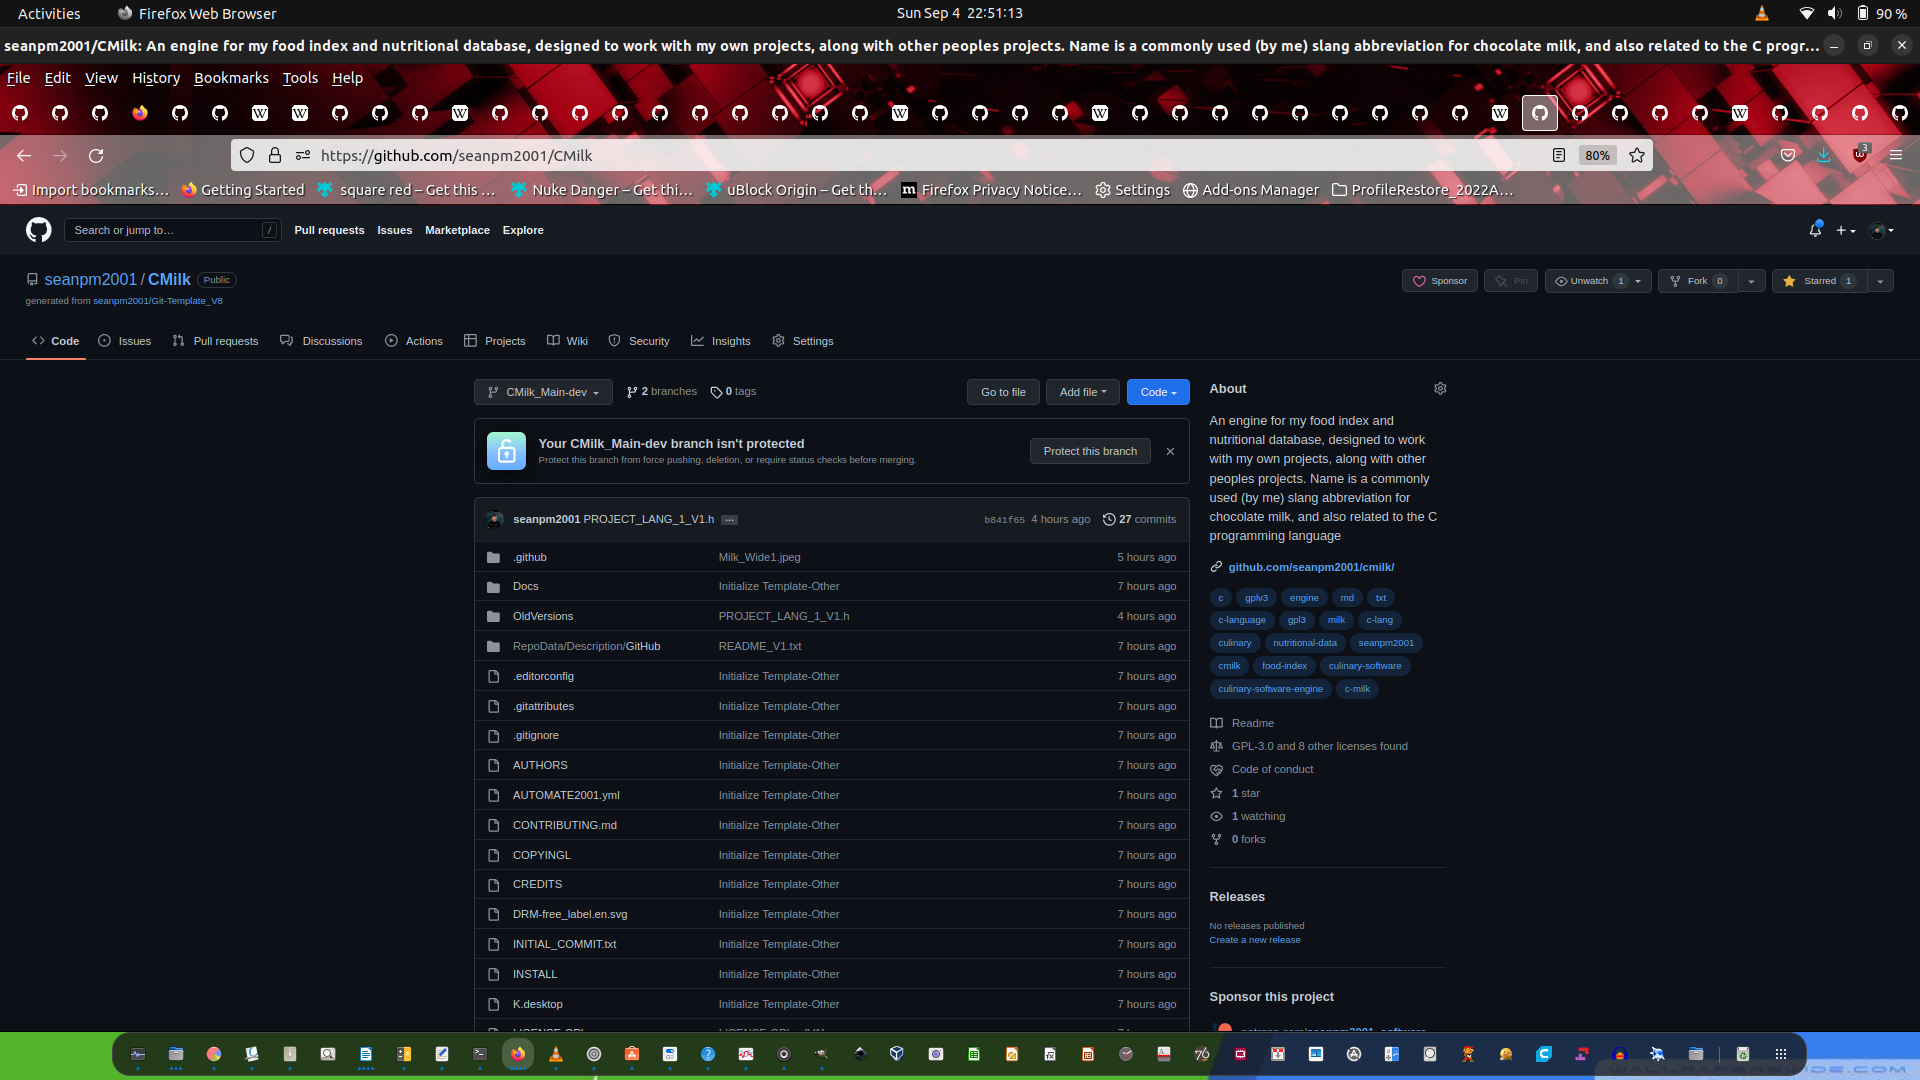 Activities Firefox Web Browser Sun Sep 4 22:51:13 90 %
seanpm2001/CMilk: An engine for my food index and nutritional database, designed to work with my own projects, along with other peoples projects. Name is a commonly used (by me) slang abbreviation for chocolate milk, and also related to the C progr…
File Edit View History Bookmarks Tools Help
https://github.com/seanpm2001/CMilk 80% 3
Import bookmarks… Getting Started square red – Get this … Nuke Danger – Get thi… uBlock Origin – Get th… Firefox Privacy Notice… Settings Add-ons Manager ProfileRestore_2022A…
Search or jump to… / Pull requests Issues Marketplace Explore
seanpm2001 / CMilk Public Sponsor Pin Unwatch 1 Fork 0 Starred 1
generated from seanpm2001/Git-Template_V8
Code Issues Pull requests Discussions Actions Projects Wiki Security Insights Settings
CMilk_Main-dev 2 branches 0 tags Go to file Add file Code
Your CMilk_Main-dev branch isn't protected
Protect this branch from force pushing, deletion, or require status checks before merging.
Protect this branch
seanpm2001 PROJECT_LANG_1_V1.h … b841f65 4 hours ago 27 commits
.github Milk_Wide1.jpeg 5 hours ago
Docs Initialize Template-Other 7 hours ago
OldVersions PROJECT_LANG_1_V1.h 4 hours ago
RepoData/Description/GitHub README_V1.txt 7 hours ago
.editorconfig Initialize Template-Other 7 hours ago
.gitattributes Initialize Template-Other 7 hours ago
.gitignore Initialize Template-Other 7 hours ago
AUTHORS Initialize Template-Other 7 hours ago
AUTOMATE2001.yml Initialize Template-Other 7 hours ago
CONTRIBUTING.md Initialize Template-Other 7 hours ago
COPYINGL Initialize Template-Other 7 hours ago
CREDITS Initialize Template-Other 7 hours ago
DRM-free_label.en.svg Initialize Template-Other 7 hours ago
INITIAL_COMMIT.txt Initialize Template-Other 7 hours ago
INSTALL Initialize Template-Other 7 hours ago
K.desktop Initialize Template-Other 7 hours ago
About
An engine for my food index and
nutritional database, designed to work
with my own projects, along with other
peoples projects. Name is a commonly
used (by me) slang abbreviation for
chocolate milk, and also related to the C
programming language
github.com/seanpm2001/cmilk/
c gplv3 engine md txt
c-language gpl3 milk c-lang
culinary nutritional-data seanpm2001
cmilk food-index culinary-software
culinary-software-engine c-milk
Readme
GPL-3.0 and 8 other licenses found
Code of conduct
1 star
1 watching
0 forks
Releases
No releases published
Create a new release
Sponsor this project
patreon.com/seanpm2001_software
WALLPAPERSWIDE.COM